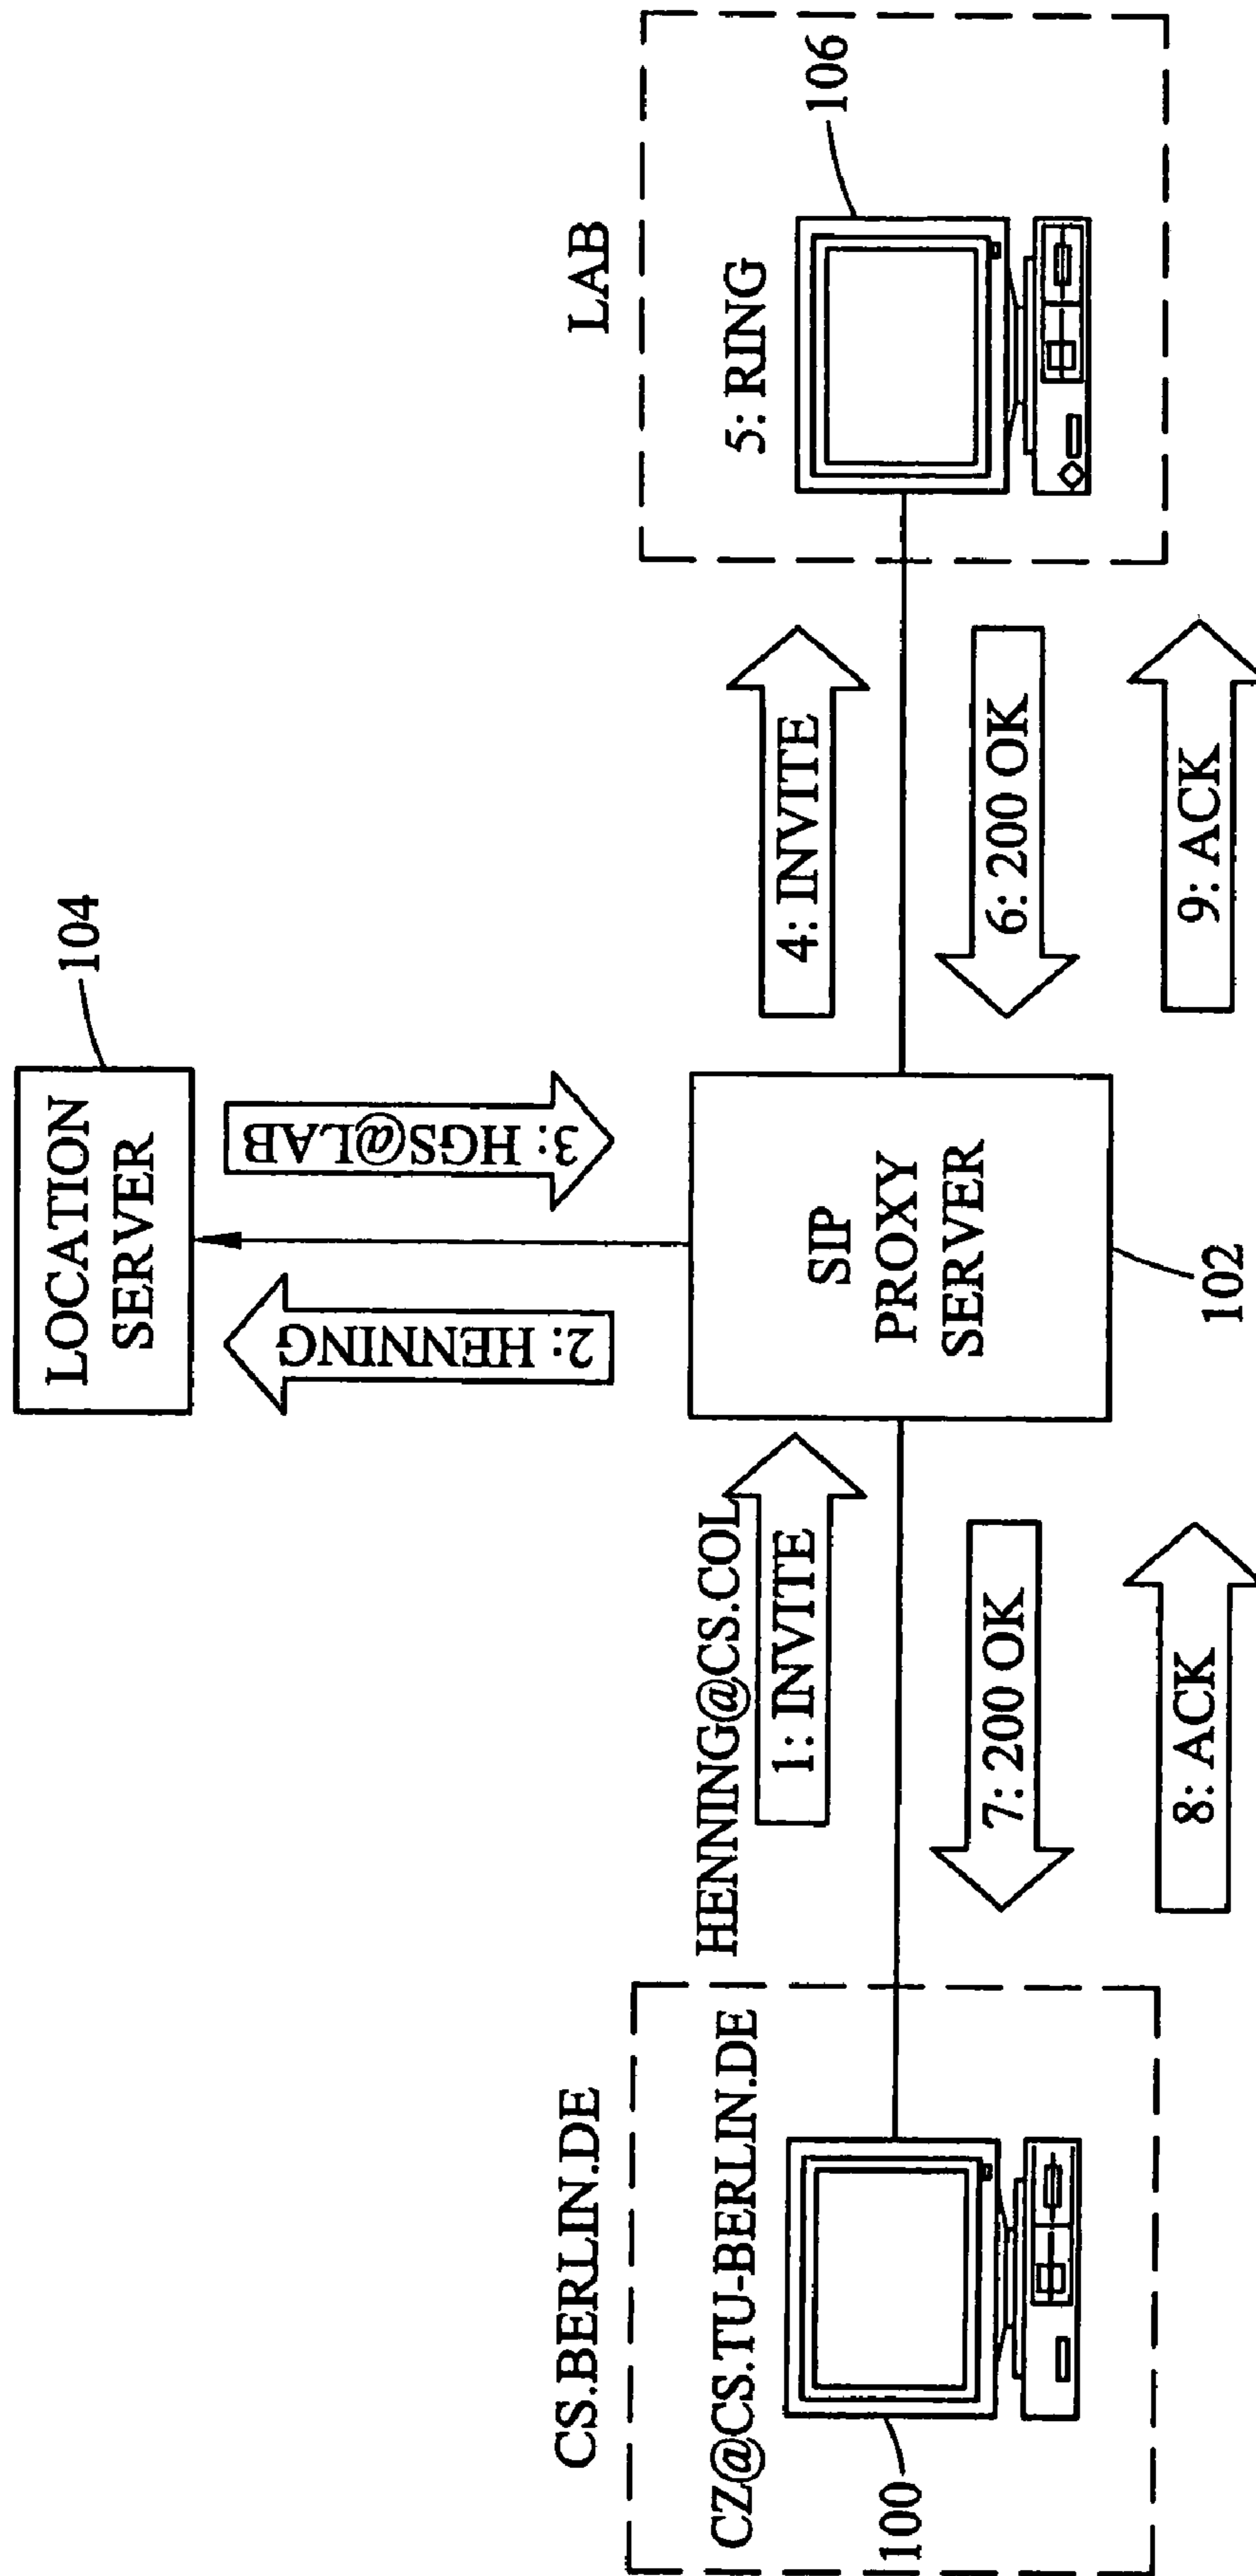 LOCATION
SERVER
104
2: HENNING
3: HGS@LAB
CS.BERLIN.DE
CZ@CS.TU-BERLIN.DE
100
HENNING@CS.COL
1: INVITE
7: 200 OK
8: ACK
SIP
PROXY
SERVER
102
4: INVITE
6: 200 OK
9: ACK
LAB
5: RING
106